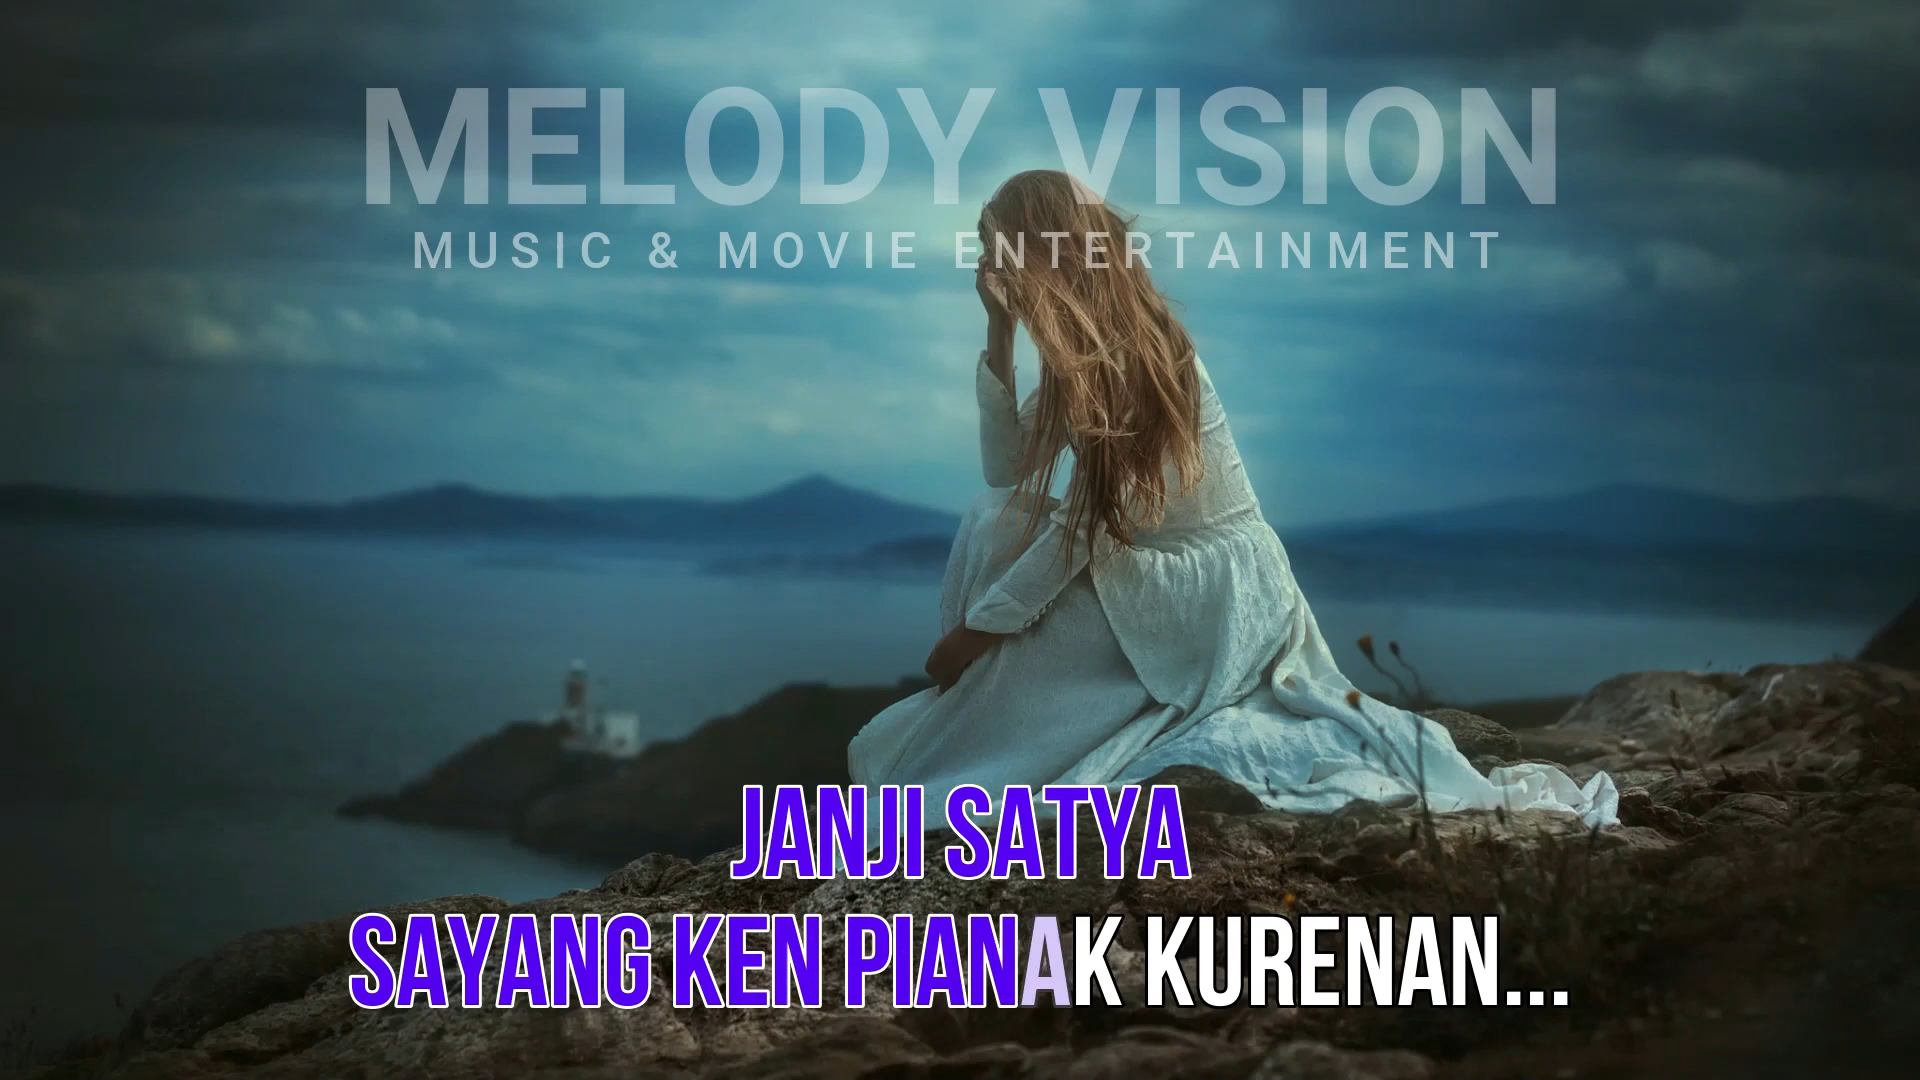 MELODY VISION
MUSIC & MOVIE ENTERTAINMENT
JANJI SATYA
SAYANG KEN PIANAK KURENAN...